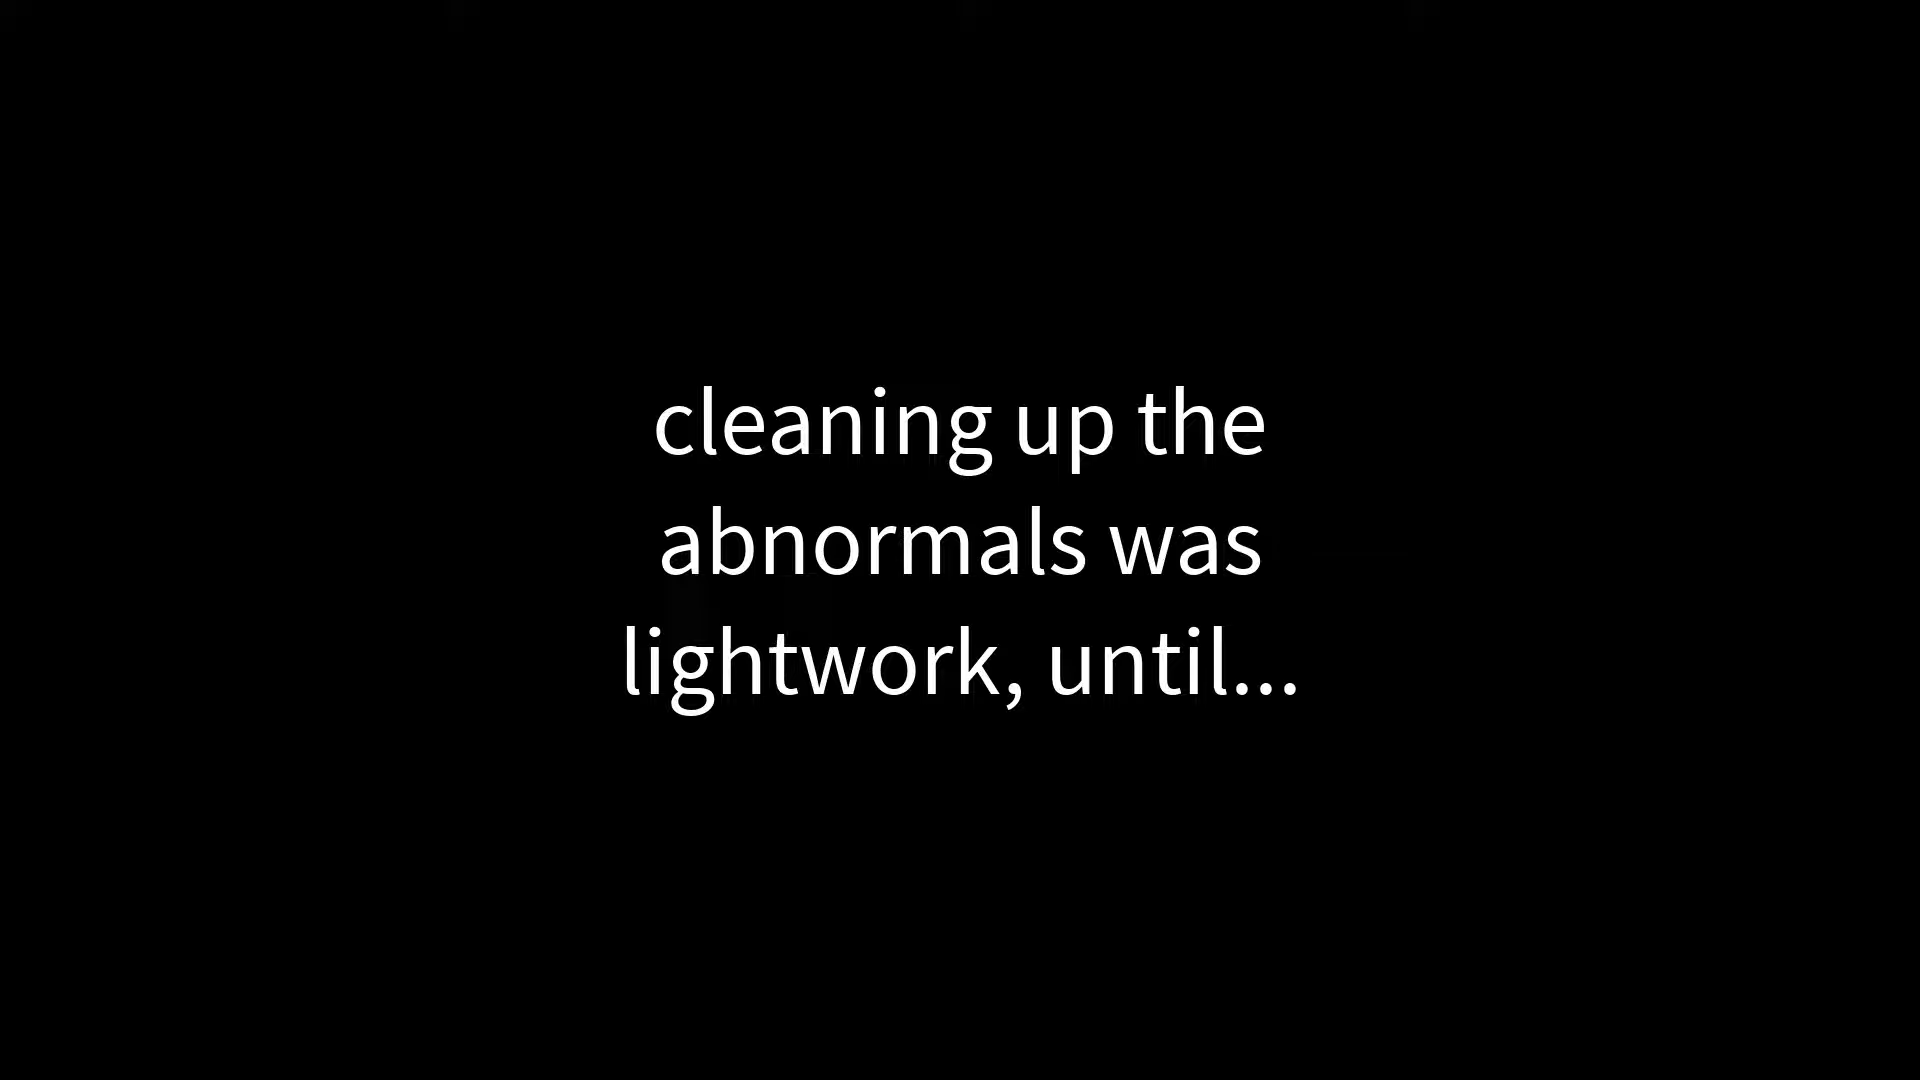 cleaning up the
abnormals was
lightwork, until...